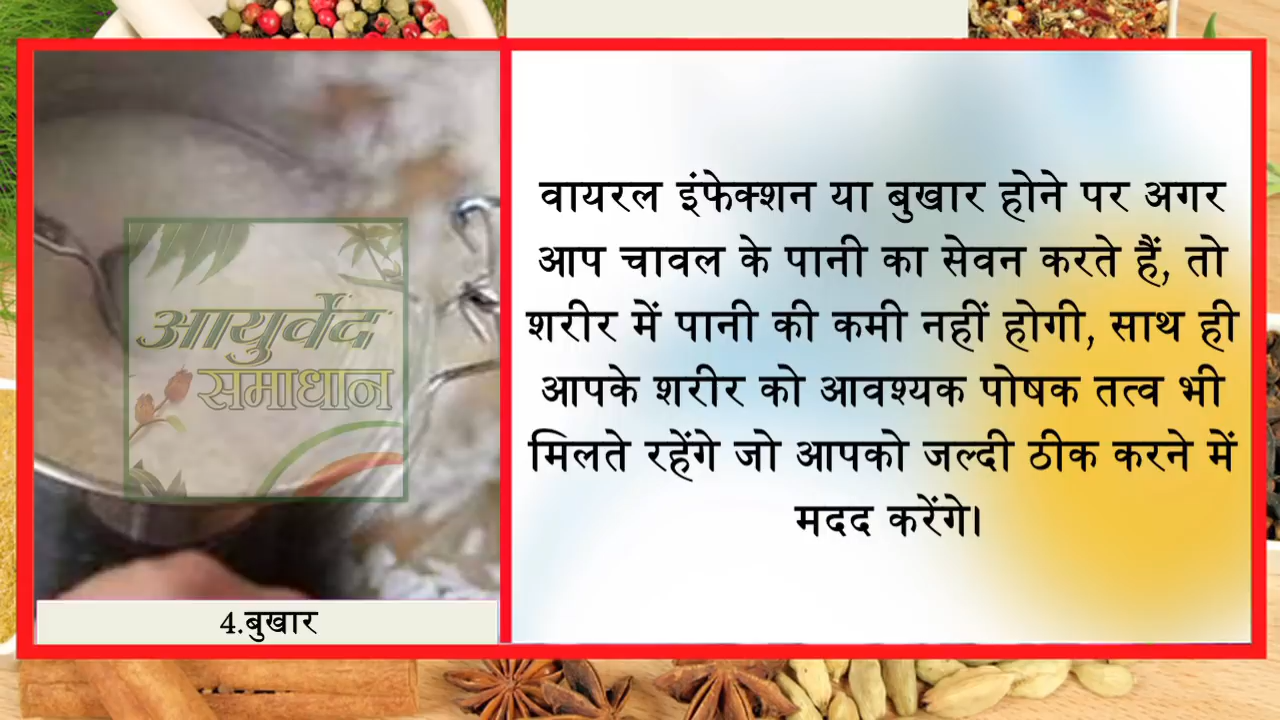 वायरल इंफेक्शन या बुखार होने पर अगर
आप चावल के पानी का सेवन करते हैं, तो
शरीर में पानी की कमी नहीं होगी, साथ ही
आपके शरीर को आवश्यक पोषक तत्व भी
मिलते रहेंगे जो आपको जल्दी ठीक करने में
मदद करेंगे।
आयुर्वेद
समाधान
4.बुखार